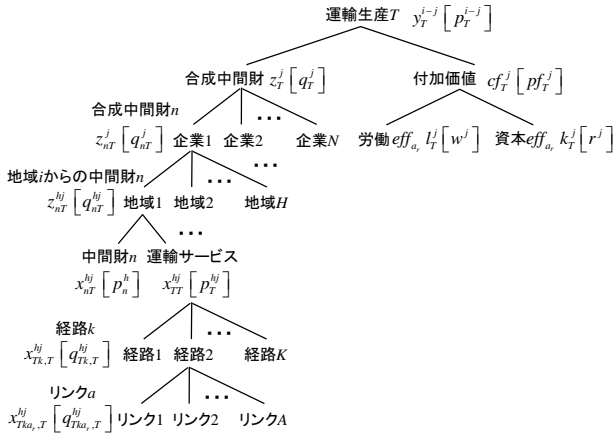 運輸生産T y_T^{i-j} [p_T^{i-j}]
合成中間財 z_T^j [q_T^j] 付加価値 cf_T^j [pf_T^j]
合成中間財n
z_{nT}^j [q_{nT}^j] 企業1 企業2 … 企業N 労働eff_{a_r} l_T^j [w^j] 資本eff_{a_r} k_T^j [r^j]
…
地域iからの中間財n
z_{nT}^{hj} [q_{nT}^{hj}] 地域1 地域2 … 地域H
…
中間財n 運輸サービス
x_{nT}^{hj} [p_n^h] x_{TT}^{hj} [p_T^{hj}]
経路k
x_{Tk,T}^{hj} [q_{Tk,T}^{hj}] 経路1 経路2 … 経路K
リンクa
x_{Tka_r,T}^{hj} [q_{Tka_r,T}^{hj}] リンク1 リンク2 … リンクA